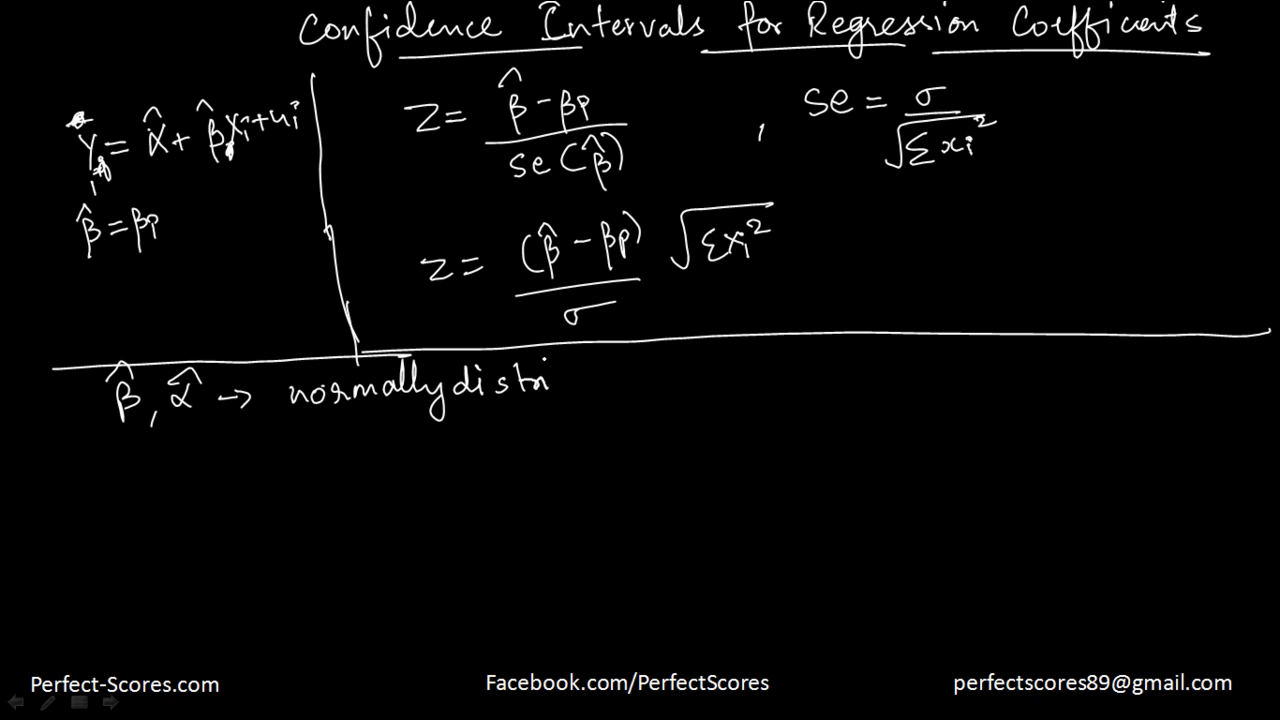 Confidence Intervals for Regression Coefficients
Yᵢ = α̂ + β̂xᵢ + uᵢ
β̂ = βp
Z = (β̂ − βp) / se(β̂) , se = σ / √Σxᵢ²
Z = (β̂ − βp) / σ √Σxᵢ²
β̂, α̂ → normally distri
Perfect-Scores.com
Facebook.com/PerfectScores
perfectscores89@gmail.com